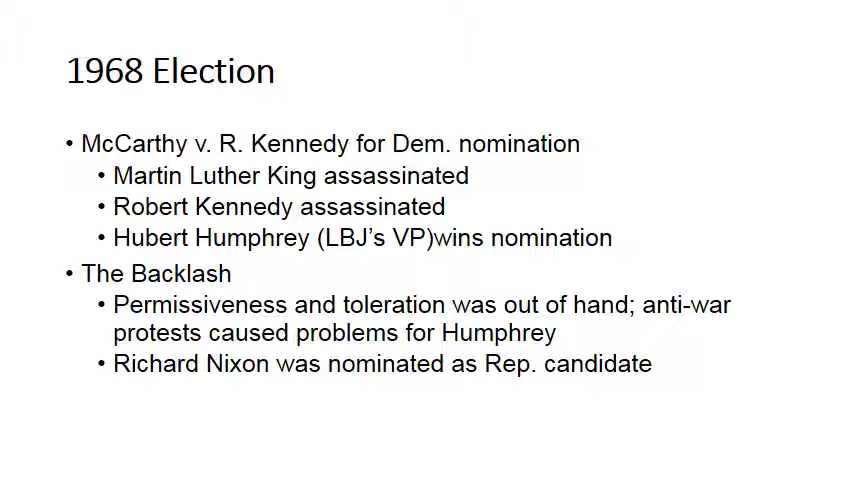 1968 Election
• McCarthy v. R. Kennedy for Dem. nomination
• Martin Luther King assassinated
• Robert Kennedy assassinated
• Hubert Humphrey (LBJ's VP)wins nomination
• The Backlash
• Permissiveness and toleration was out of hand; anti-war
protests caused problems for Humphrey
• Richard Nixon was nominated as Rep. candidate